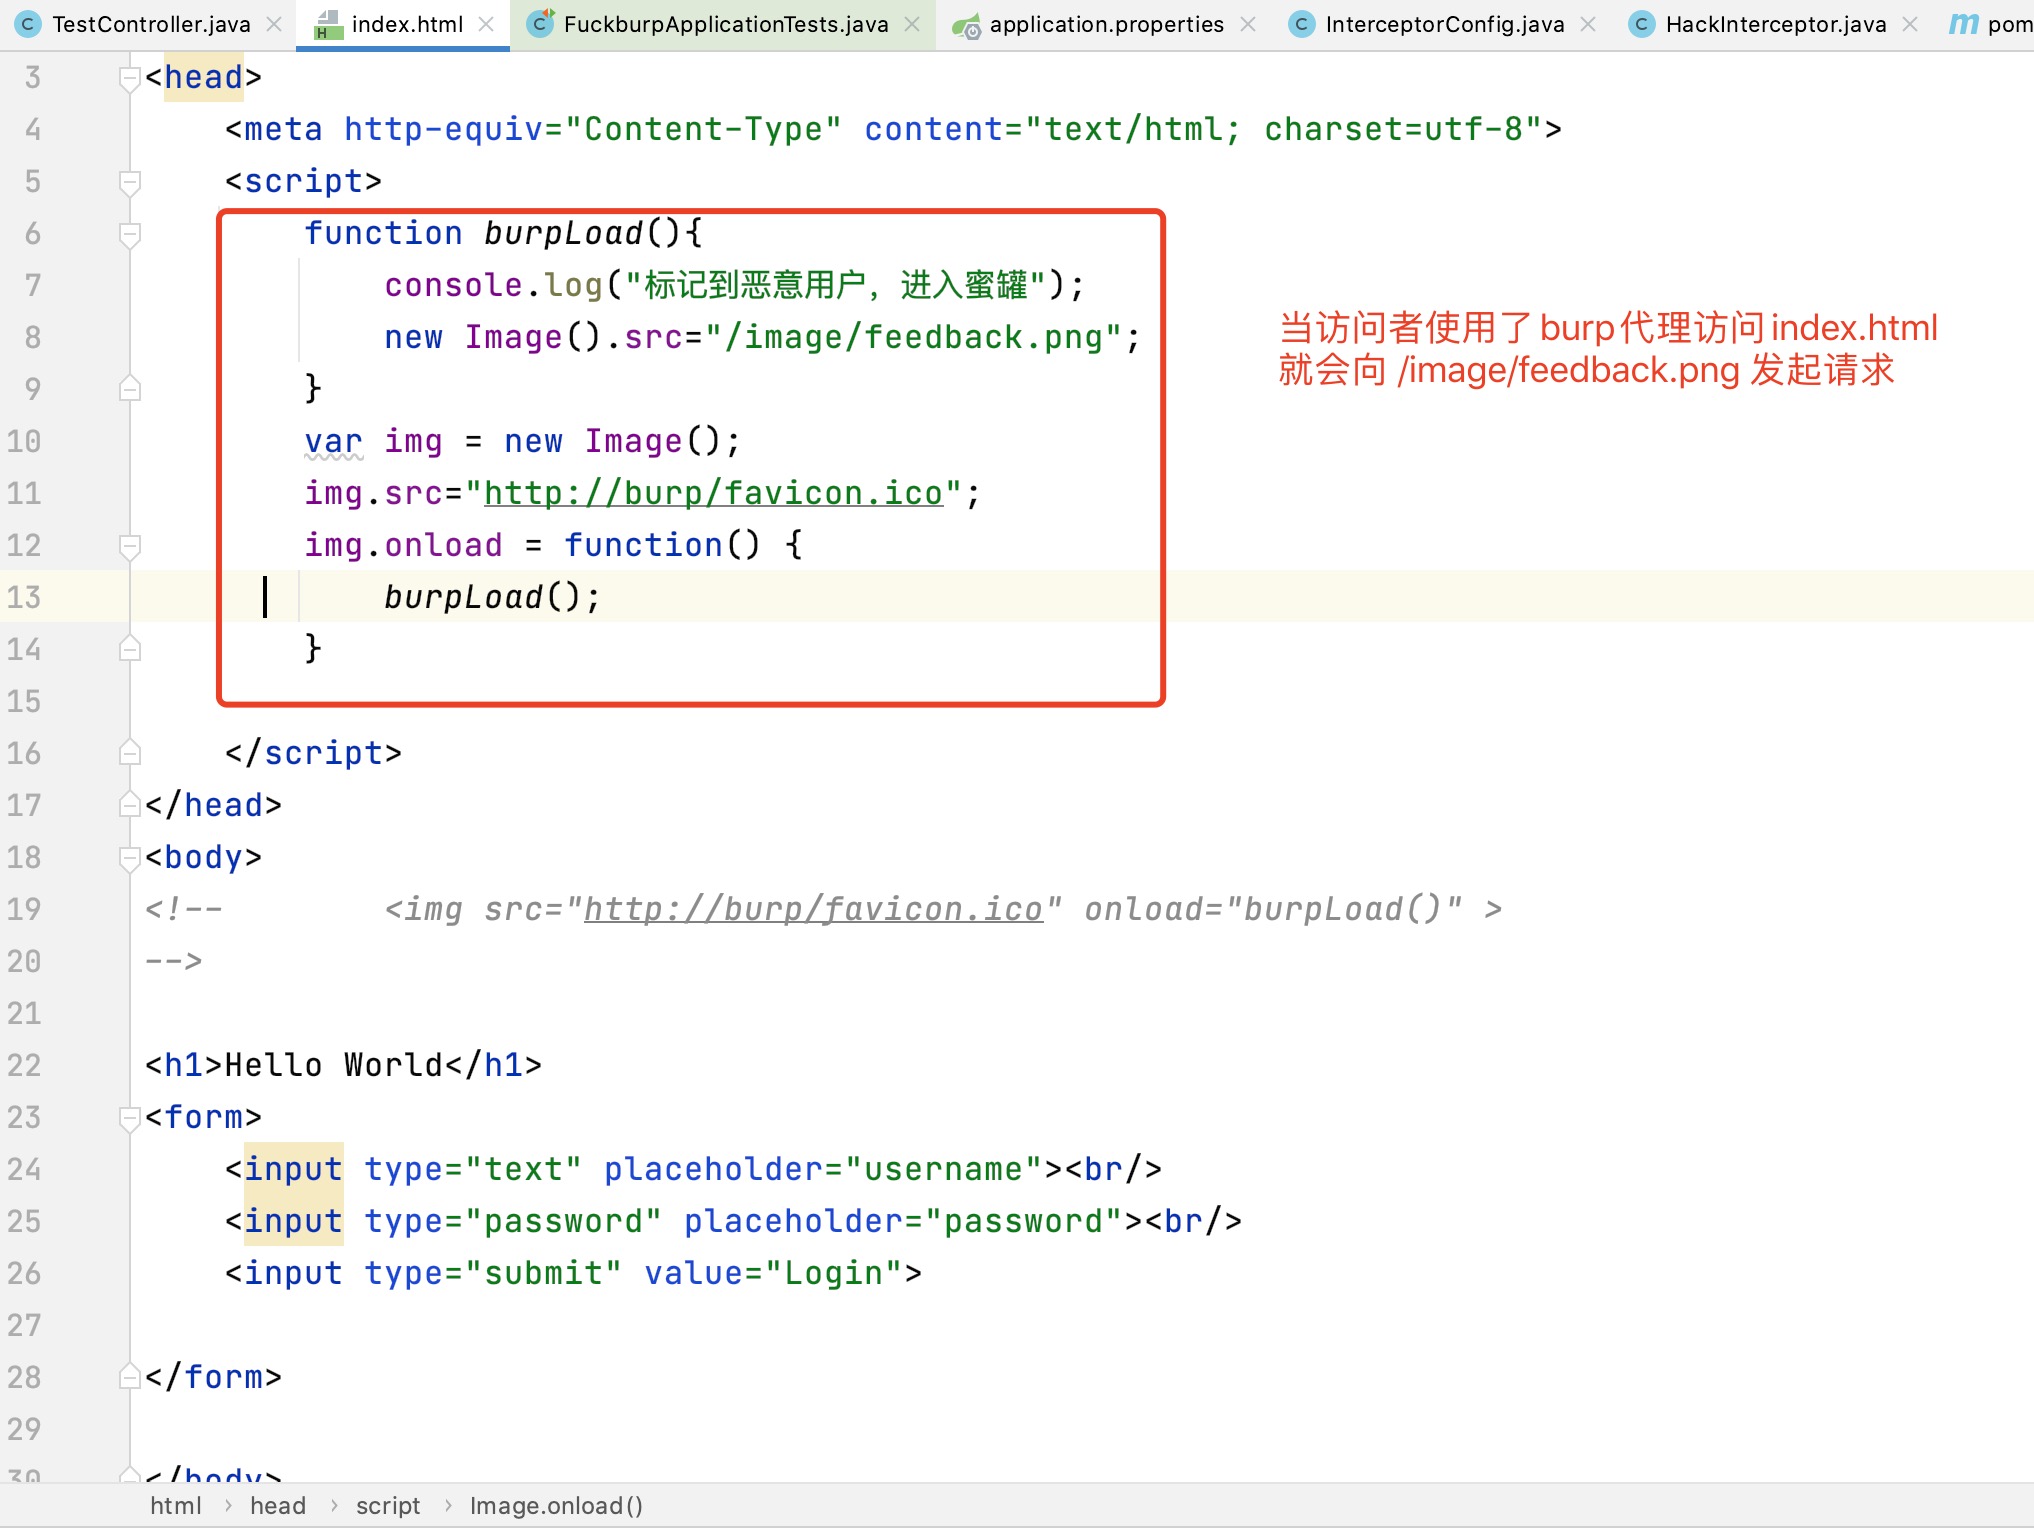 TestController.java index.html FuckburpApplicationTests.java application.properties InterceptorConfig.java HackInterceptor.java pom
3 <head>
4 <meta http-equiv="Content-Type" content="text/html; charset=utf-8">
5 <script>
6 function burpLoad(){
7 console.log("标记到恶意用户，进入蜜罐");
8 new Image().src="/image/feedback.png";
当访问者使用了burp代理访问index.html
就会向 /image/feedback.png 发起请求
9 }
10 var img = new Image();
11 img.src="http://burp/favicon.ico";
12 img.onload = function() {
13 burpLoad();
14 }
15
16 </script>
17 </head>
18 <body>
19 <!-- <img src="http://burp/favicon.ico" onload="burpLoad()" >
20 -->
21
22 <h1>Hello World</h1>
23 <form>
24 <input type="text" placeholder="username"><br/>
25 <input type="password" placeholder="password"><br/>
26 <input type="submit" value="Login">
27
28 </form>
29
30 </body>
html › head › script › Image.onload()